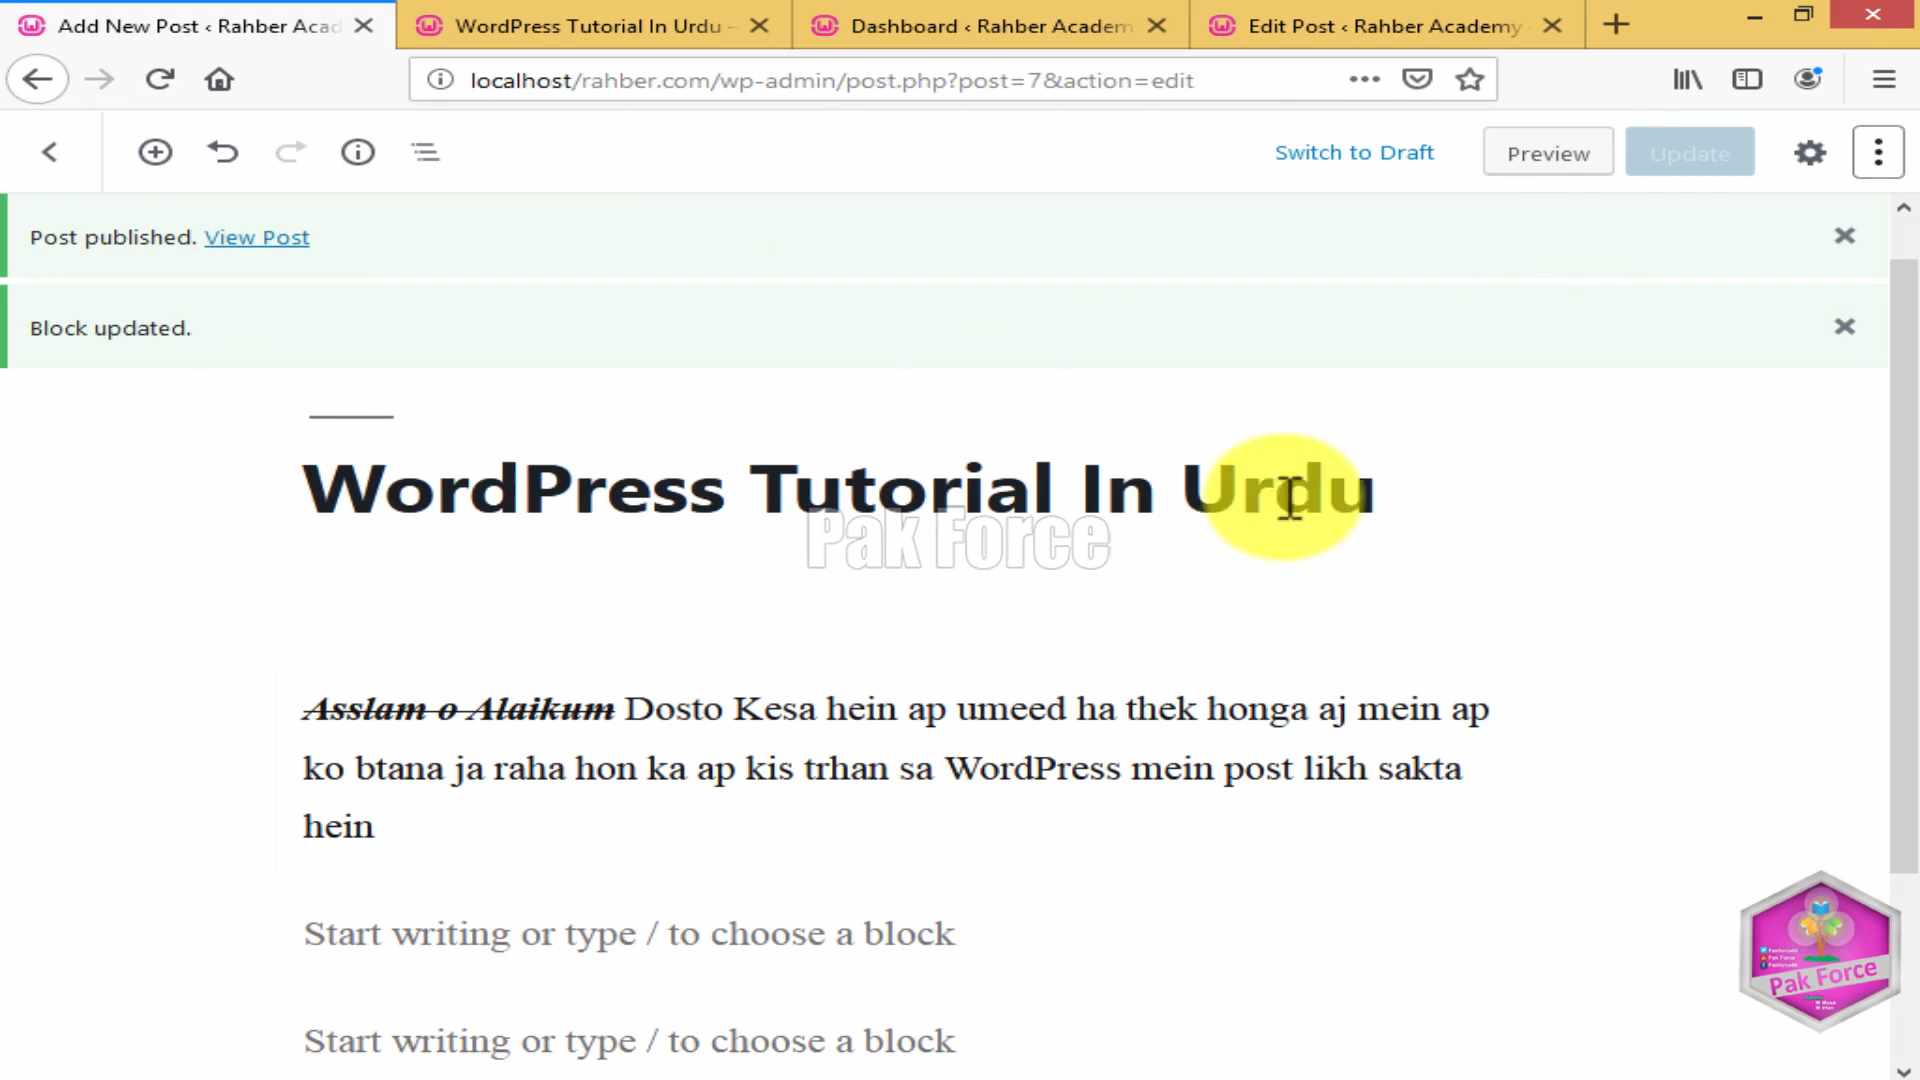 Add New Post ‹ Rahber Acad
WordPress Tutorial In Urdu –
Dashboard ‹ Rahber Academ
Edit Post ‹ Rahber Academy
localhost/rahber.com/wp-admin/post.php?post=7&action=edit
Switch to Draft
Preview
Update
Post published. View Post
Block updated.
WordPress Tutorial In Urdu
Pak Force
Asslam o Alaikum Dosto Kesa hein ap umeed ha thek honga aj mein ap
ko btana ja raha hon ka ap kis trhan sa WordPress mein post likh sakta
hein
Start writing or type / to choose a block
Start writing or type / to choose a block
Pak Force